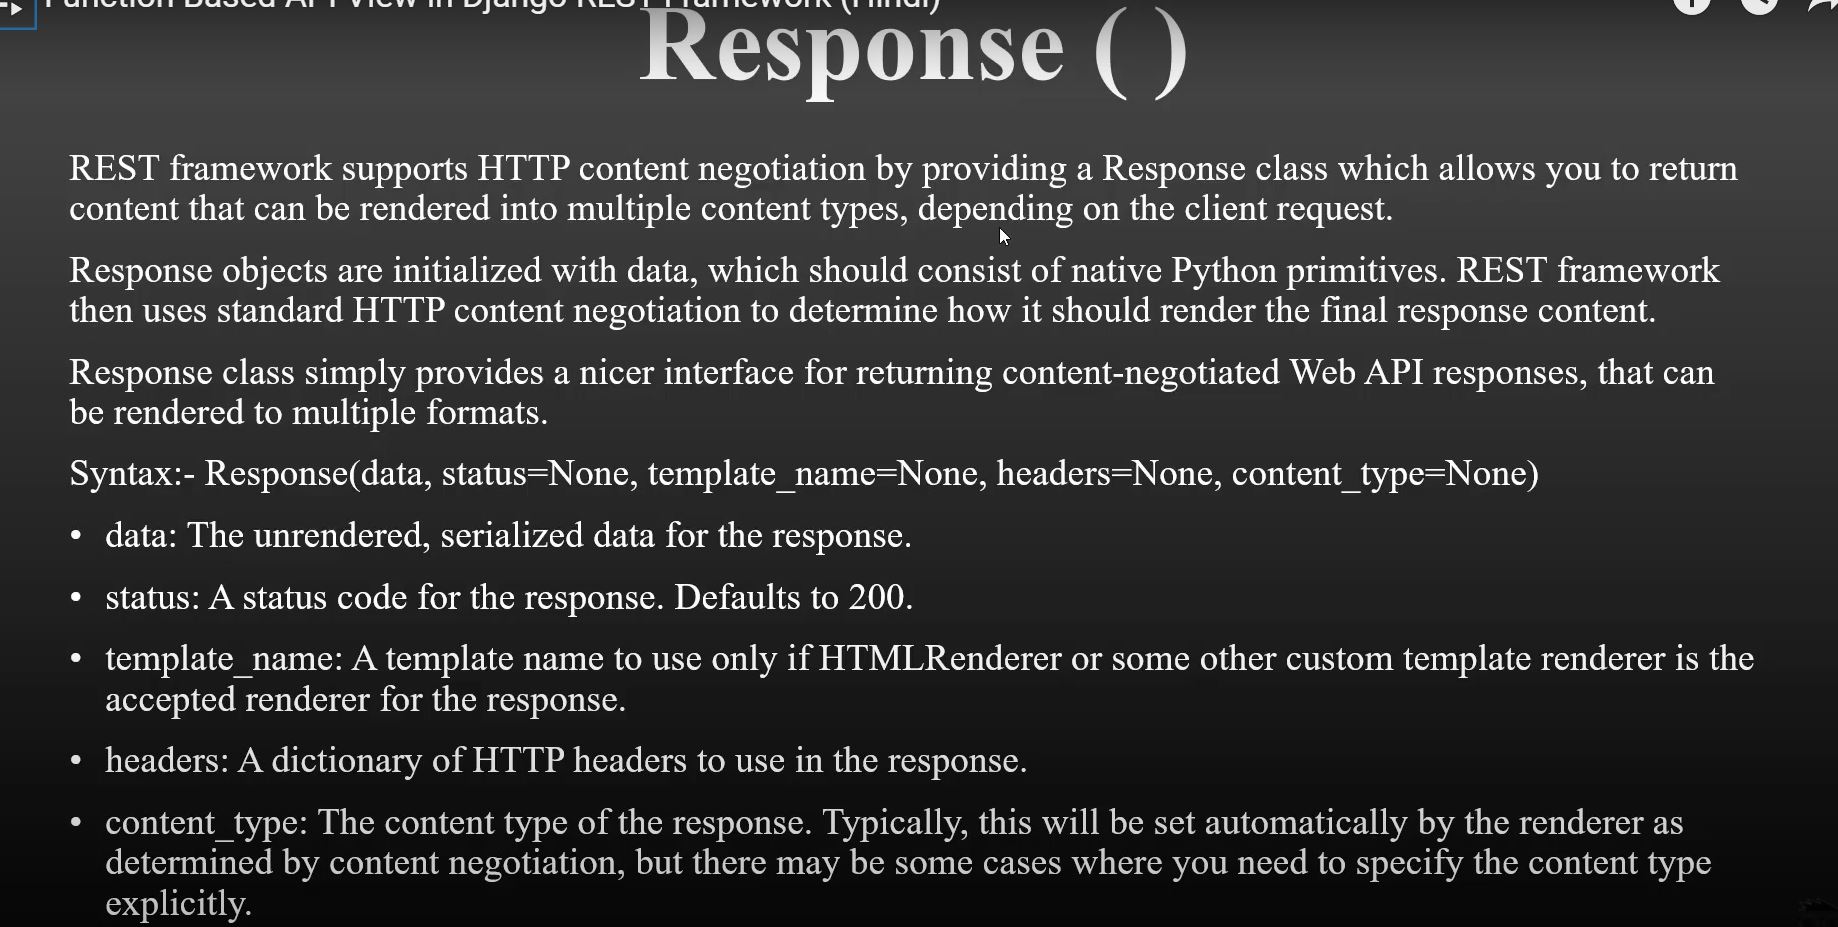 Function Based API View in Django REST Framework (Hindi)
Response ( )
REST framework supports HTTP content negotiation by providing a Response class which allows you to return
content that can be rendered into multiple content types, depending on the client request.
Response objects are initialized with data, which should consist of native Python primitives. REST framework
then uses standard HTTP content negotiation to determine how it should render the final response content.
Response class simply provides a nicer interface for returning content-negotiated Web API responses, that can
be rendered to multiple formats.
Syntax:- Response(data, status=None, template_name=None, headers=None, content_type=None)
• data: The unrendered, serialized data for the response.
• status: A status code for the response. Defaults to 200.
• template_name: A template name to use only if HTMLRenderer or some other custom template renderer is the
accepted renderer for the response.
• headers: A dictionary of HTTP headers to use in the response.
• content_type: The content type of the response. Typically, this will be set automatically by the renderer as
determined by content negotiation, but there may be some cases where you need to specify the content type
explicitly.